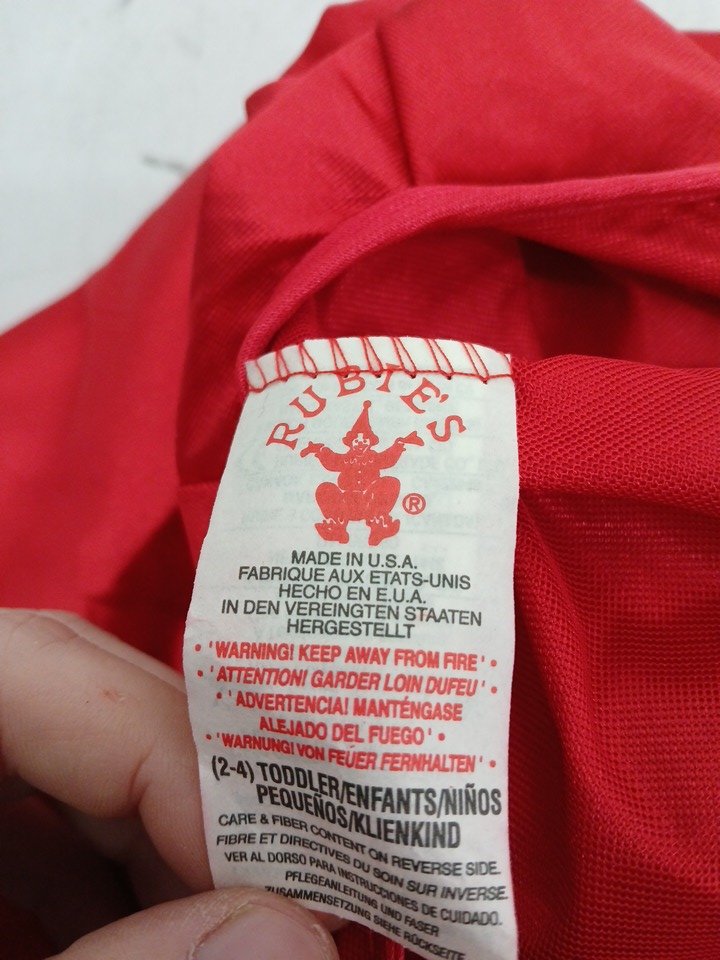 RUBIE'S
®
MADE IN U.S.A.
FABRIQUE AUX ETATS-UNIS
HECHO EN E.U.A.
IN DEN VEREINGTEN STAATEN
HERGESTELLT
• 'WARNING! KEEP AWAY FROM FIRE' •
• 'ATTENTION! GARDER LOIN DUFEU' •
• 'ADVERTENCIA! MANTÉNGASE
ALEJADO DEL FUEGO' •
• 'WARNUNG! VON FEUER FERNHALTEN' •
(2-4) TODDLER/ENFANTS/NIÑOS
PEQUEÑOS/KLIENKIND
CARE & FIBER CONTENT ON REVERSE SIDE.
FIBRE ET DIRECTIVES DU SOIN SUR INVERSE.
VER AL DORSO PARA INSTRUCCIONES DE CUIDADO.
PFLEGEANLEITUNG UND FASER
ZUSAMMENSETZUNG SIEHE RÜCKSEITE